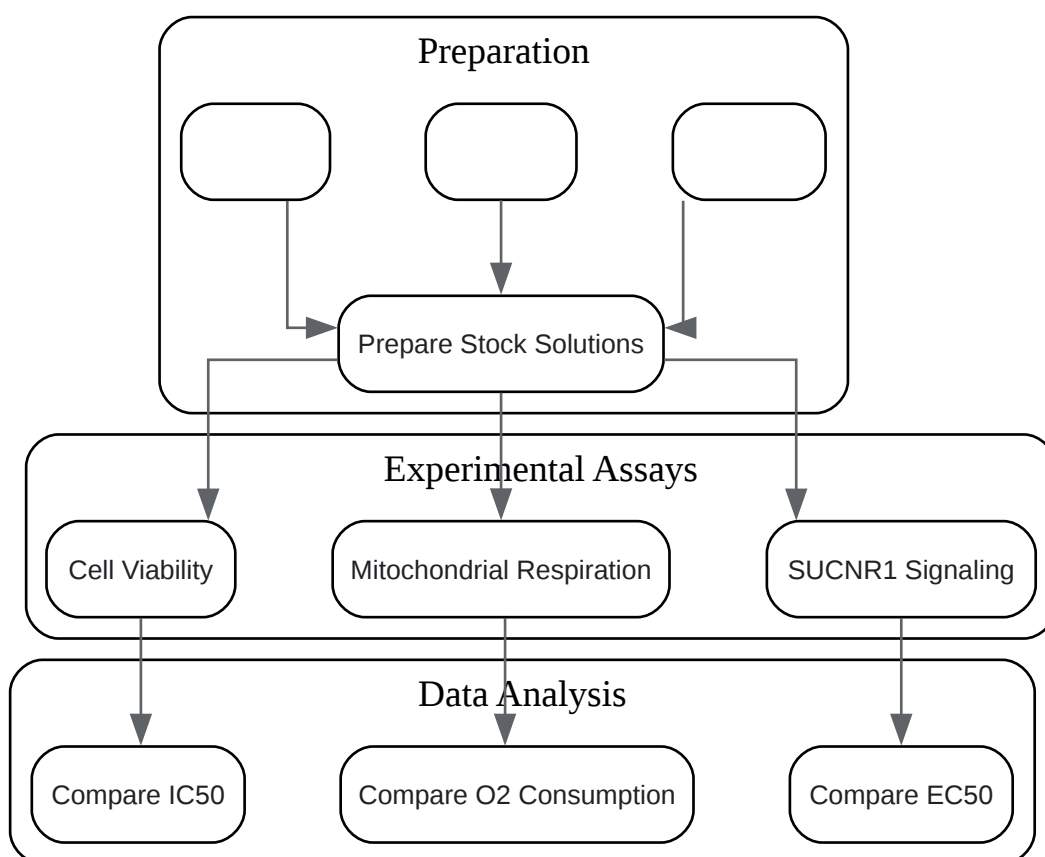 Preparation
Prepare Stock Solutions
Experimental Assays
Cell Viability
Mitochondrial Respiration
SUCNR1 Signaling
Data Analysis
Compare IC50
Compare O2 Consumption
Compare EC50